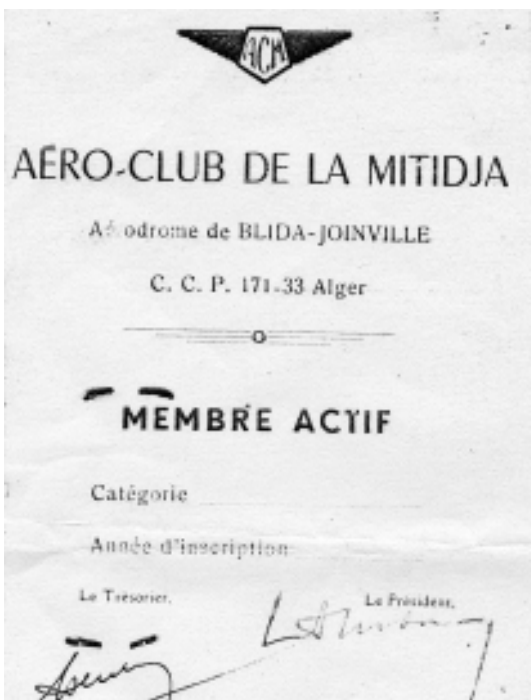 ACM
AÉRO-CLUB DE LA MITIDJA
Aérodrome de BLIDA-JOINVILLE
C. C. P. 171-33 Alger
MEMBRE ACTIF
Catégorie
Année d'inscription
Le Trésorier, Le Président,